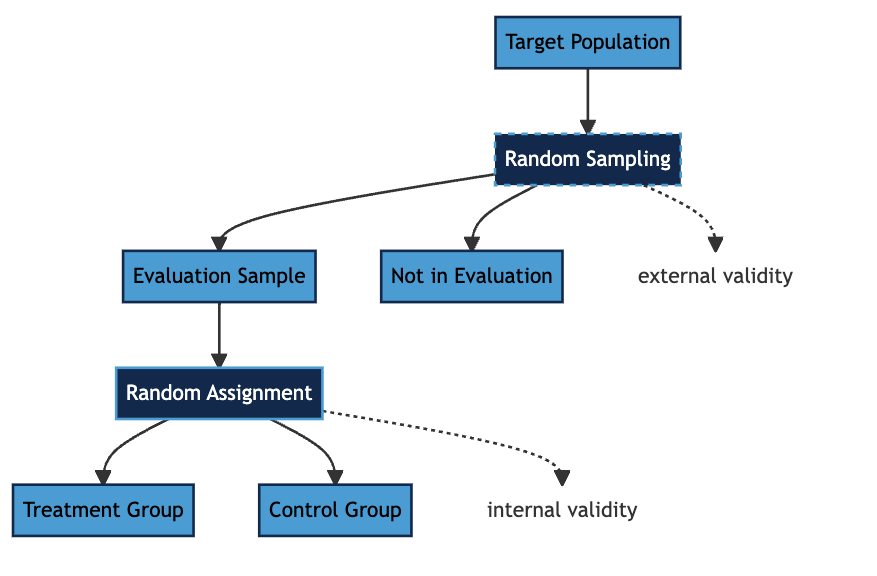 Target Population
Random Sampling
Evaluation Sample
Not in Evaluation
external validity
Random Assignment
Treatment Group
Control Group
internal validity